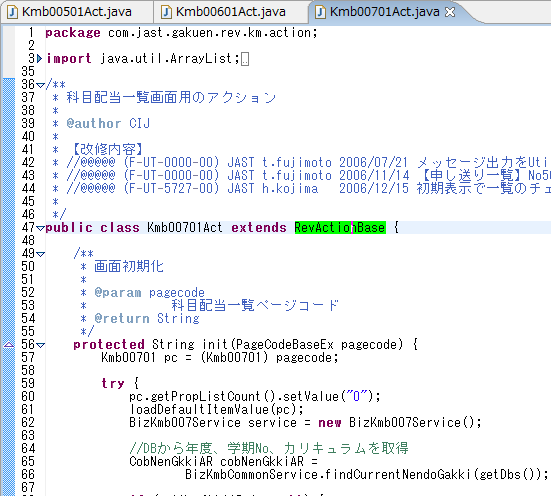 Kmb00501Act.java Kmb00601Act.java Kmb00701Act.java
1 package com.jast.gakuen.rev.km.action;
2
3 import java.util.ArrayList;
35
36 /**
37 * 科目配当一覧画面用のアクション
38 *
39 * @author CIJ
40 *
41 * 【改修内容】
42 * //@@@@@ (F-UT-0000-00) JAST t.fujimoto 2006/07/21 メッセージ出力をUtil
43 * //@@@@@ (F-UT-0000-00) JAST t.fujimoto 2006/11/14 【申し送り一覧】No50
44 * //@@@@@ (F-UT-5727-00) JAST h.kojima 2006/12/15 初期表示で一覧のチェ
45 *
46 */
47 public class Kmb00701Act extends RevActionBase {
48
49 /**
50 * 画面初期化
51 *
52 * @param pagecode
53 * 科目配当一覧ページコード
54 * @return String
55 */
56 protected String init(PageCodeBaseEx pagecode) {
57 Kmb00701 pc = (Kmb00701) pagecode;
58
59 try {
60 pc.getPropListCount().setValue("0");
61 loadDefaultItemValue(pc);
62 BizKmb007Service service = new BizKmb007Service();
63
64 //DBから年度、学期No、カリキュラムを取得
65 CobNenGkkiAR cobNenGkkiAR =
66 BizKmbCommonService.findCurrentNendoGakki(getDbs());
67